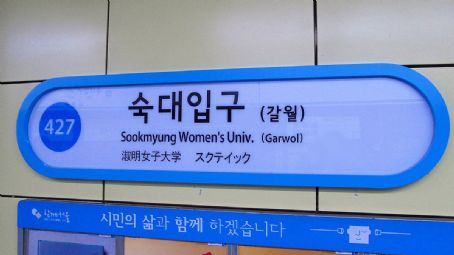 427
숙대입구 (갈월)
Sookmyung Women's Univ. (Garwol)
淑明女子大学 スクテイック
시민의 삶과 함께 하겠습니다